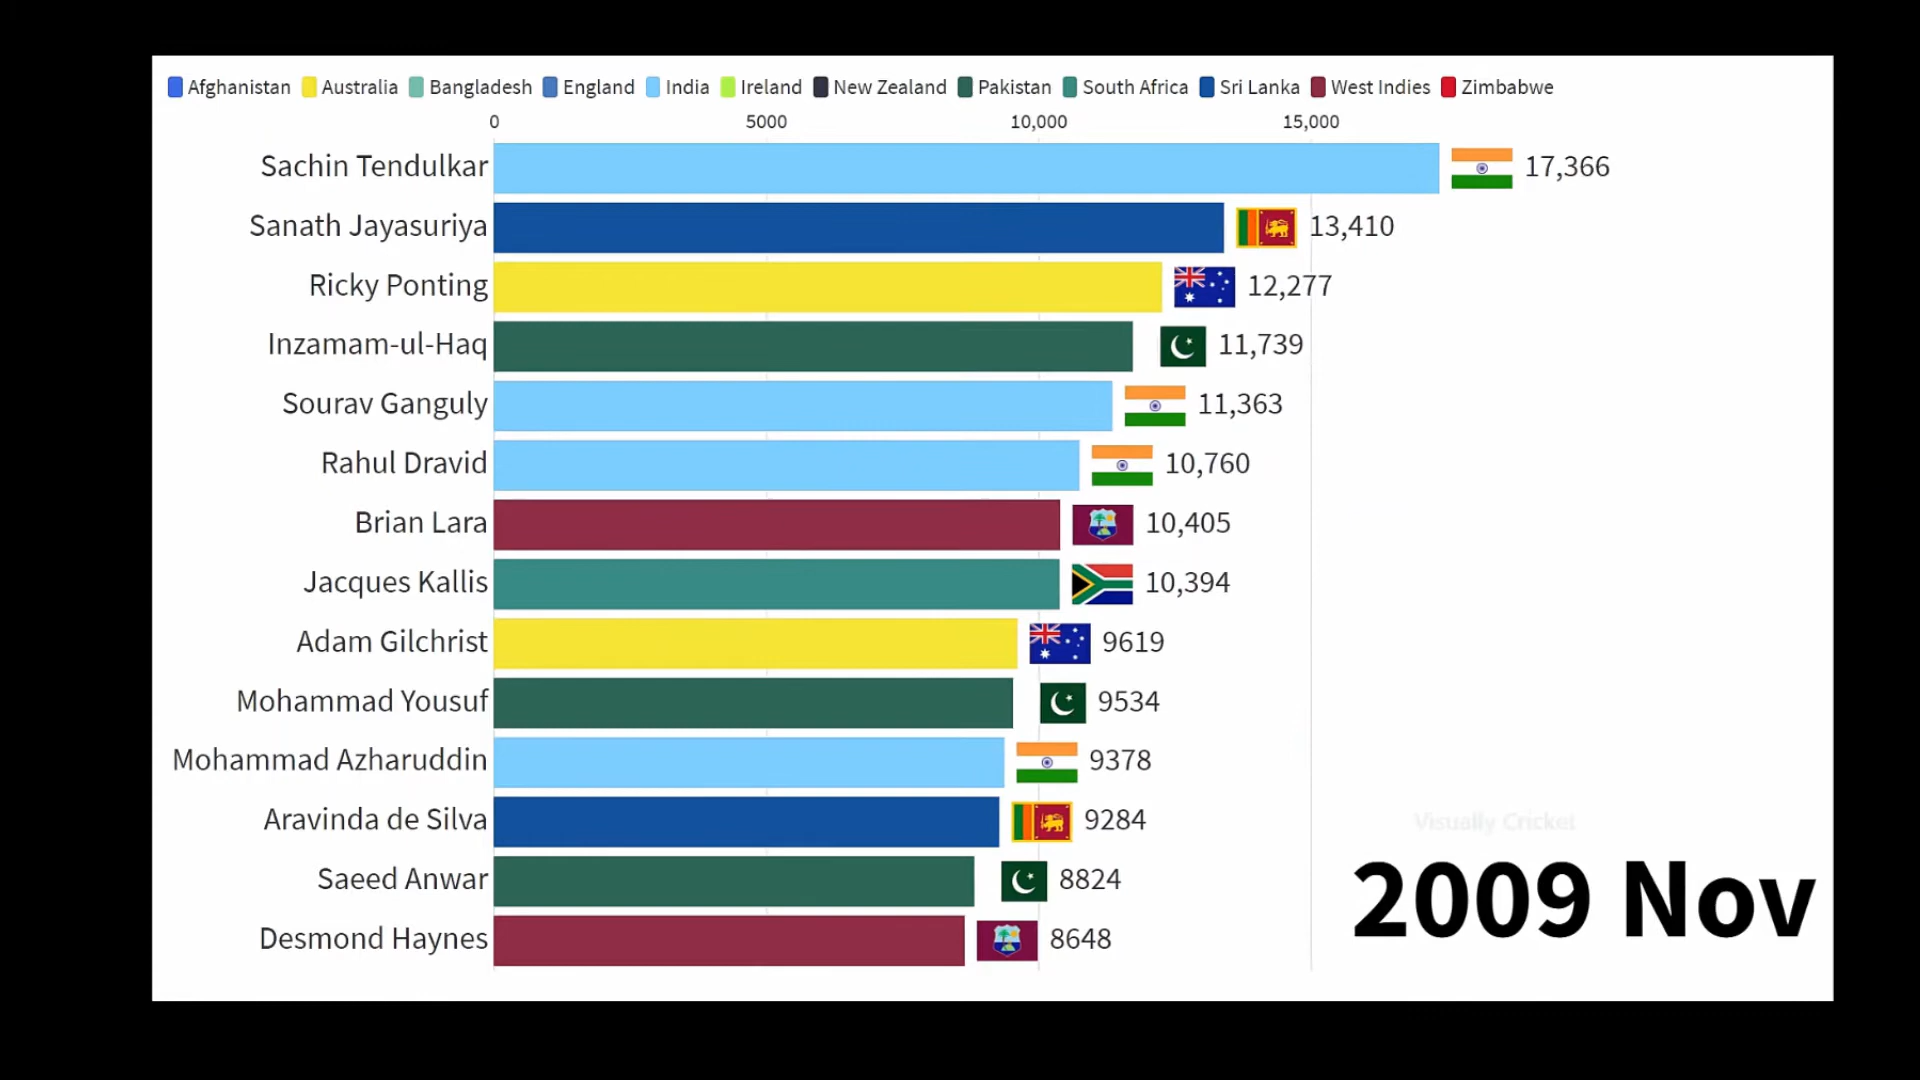 Afghanistan Australia Bangladesh England India Ireland New Zealand Pakistan South Africa Sri Lanka West Indies Zimbabwe
0 5000 10,000 15,000
Sachin Tendulkar 17,366
Sanath Jayasuriya 13,410
Ricky Ponting 12,277
Inzamam-ul-Haq 11,739
Sourav Ganguly 11,363
Rahul Dravid 10,760
Brian Lara 10,405
Jacques Kallis 10,394
Adam Gilchrist 9619
Mohammad Yousuf 9534
Mohammad Azharuddin 9378
Aravinda de Silva 9284
Saeed Anwar 8824
Desmond Haynes 8648
Visually Cricket
2009 Nov